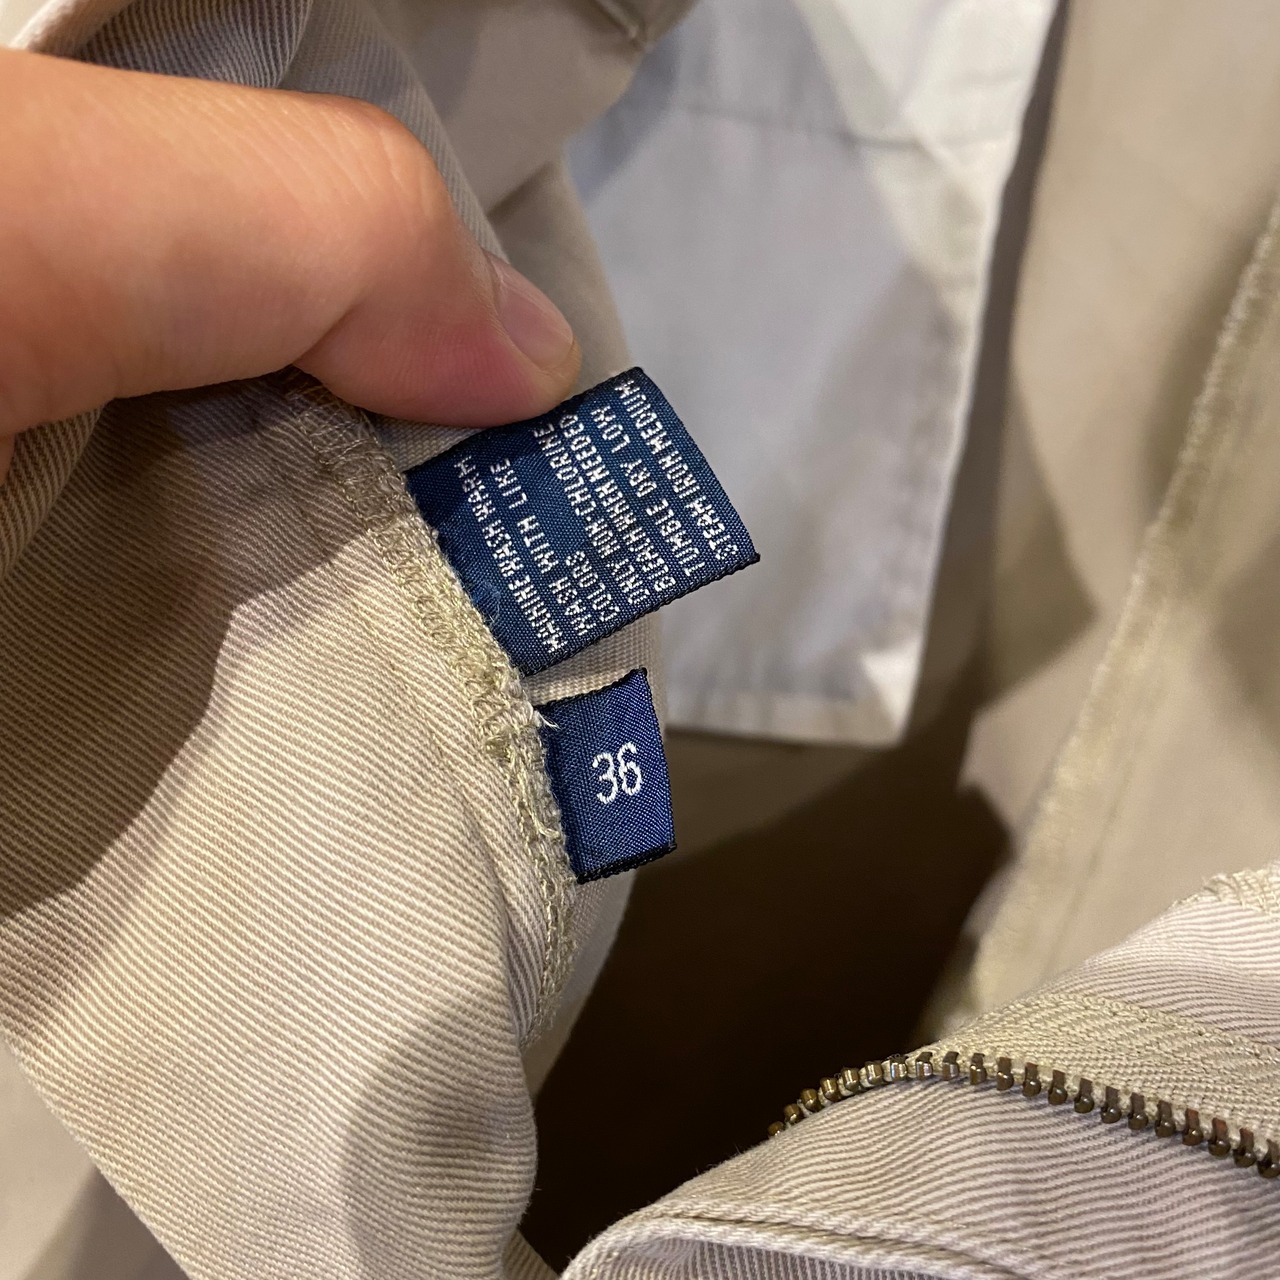 MACHINE WASH WARM
WASH WITH LIKE
COLORS
ONLY NON-CHLORINE
BLEACH WHEN NEEDED
TUMBLE DRY LOW
STEAM IRON MEDIUM
36